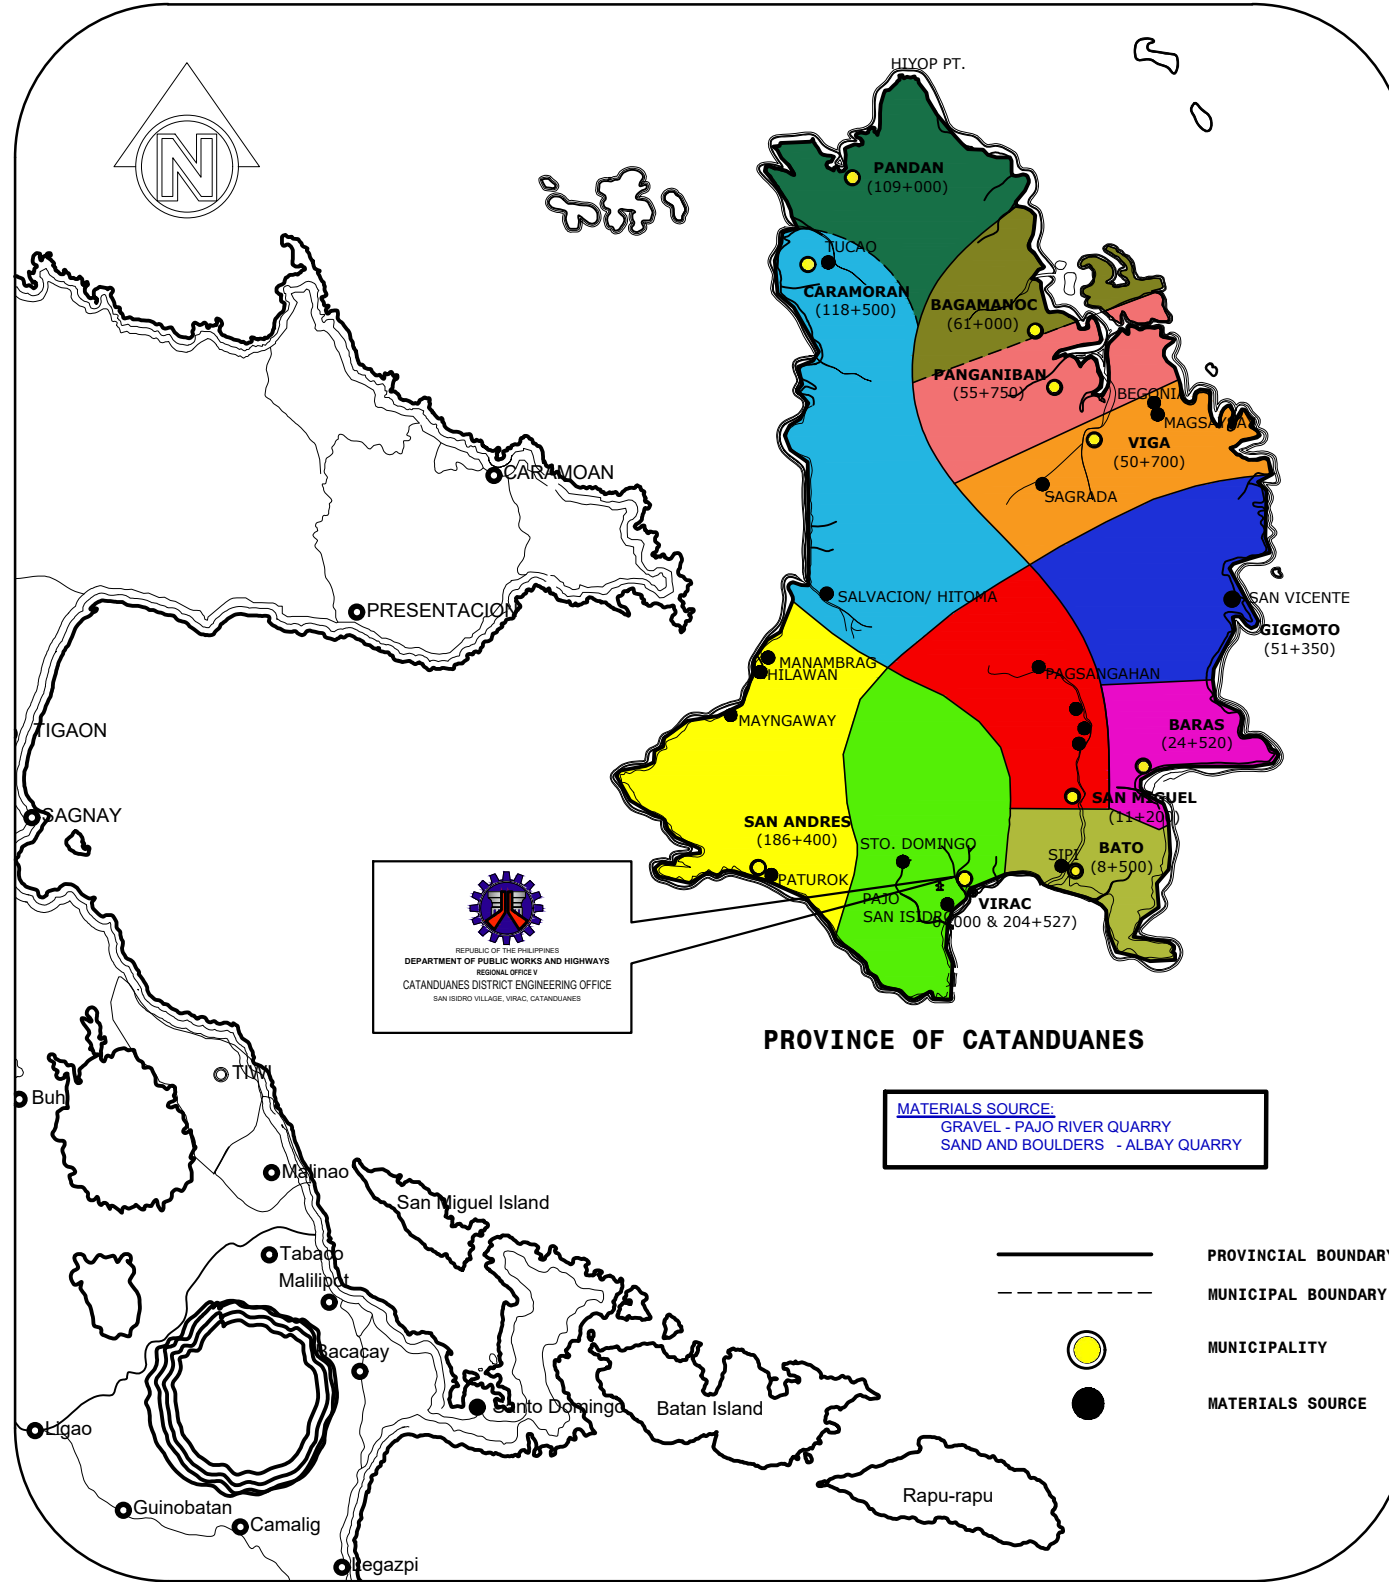 HIYOP PT.
N
PANDAN
(109+000)
TUCAO
CARAMORAN
(118+500)
BAGAMANOC
(61+000)
PANGANIBAN
(55+750)
BEGONIA
MAGSAYSAY
VIGA
(50+700)
SAGRADA
CARAMOAN
PRESENTACION
SALVACION/ HITOMA
SAN VICENTE
GIGMOTO
(51+350)
MANAMBRAG
HILAWAN
PAGSANGAHAN
MAYNGAWAY
BARAS
(24+520)
TIGAON
SAGNAY
SAN MIGUEL
(11+200)
SAN ANDRES
(186+400)
STO. DOMINGO
SIPI
BATO
(8+500)
PATUROK
PAJO
SAN ISIDRO
VIRAC
(0+000 & 204+527)
REPUBLIC OF THE PHILIPPINES
DEPARTMENT OF PUBLIC WORKS AND HIGHWAYS
REGIONAL OFFICE V
CATANDUANES DISTRICT ENGINEERING OFFICE
SAN ISIDRO VILLAGE, VIRAC, CATANDUANES
PROVINCE OF CATANDUANES
MATERIALS SOURCE:
GRAVEL - PAJO RIVER QUARRY
SAND AND BOULDERS - ALBAY QUARRY
TIWI
Buhi
Malinao
San Miguel Island
Tabaco
Malilipot
Bacacay
Santo Domingo
Batan Island
Ligao
Rapu-rapu
Guinobatan
Camalig
Legazpi
PROVINCIAL BOUNDARY
MUNICIPAL BOUNDARY
MUNICIPALITY
MATERIALS SOURCE